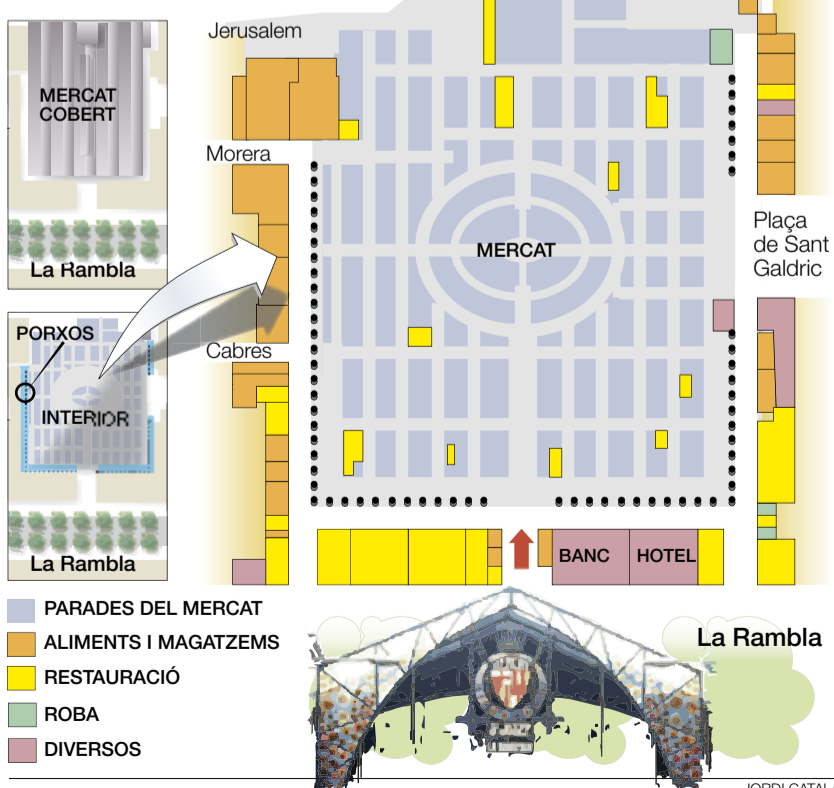 Jerusalem
MERCAT
COBERT
Morera
La Rambla
MERCAT
Plaça
de Sant
Galdric
PORXOS
INTERIOR
Cabres
La Rambla
BANC
HOTEL
PARADES DEL MERCAT
ALIMENTS I MAGATZEMS
RESTAURACIÓ
ROBA
DIVERSOS
La Rambla